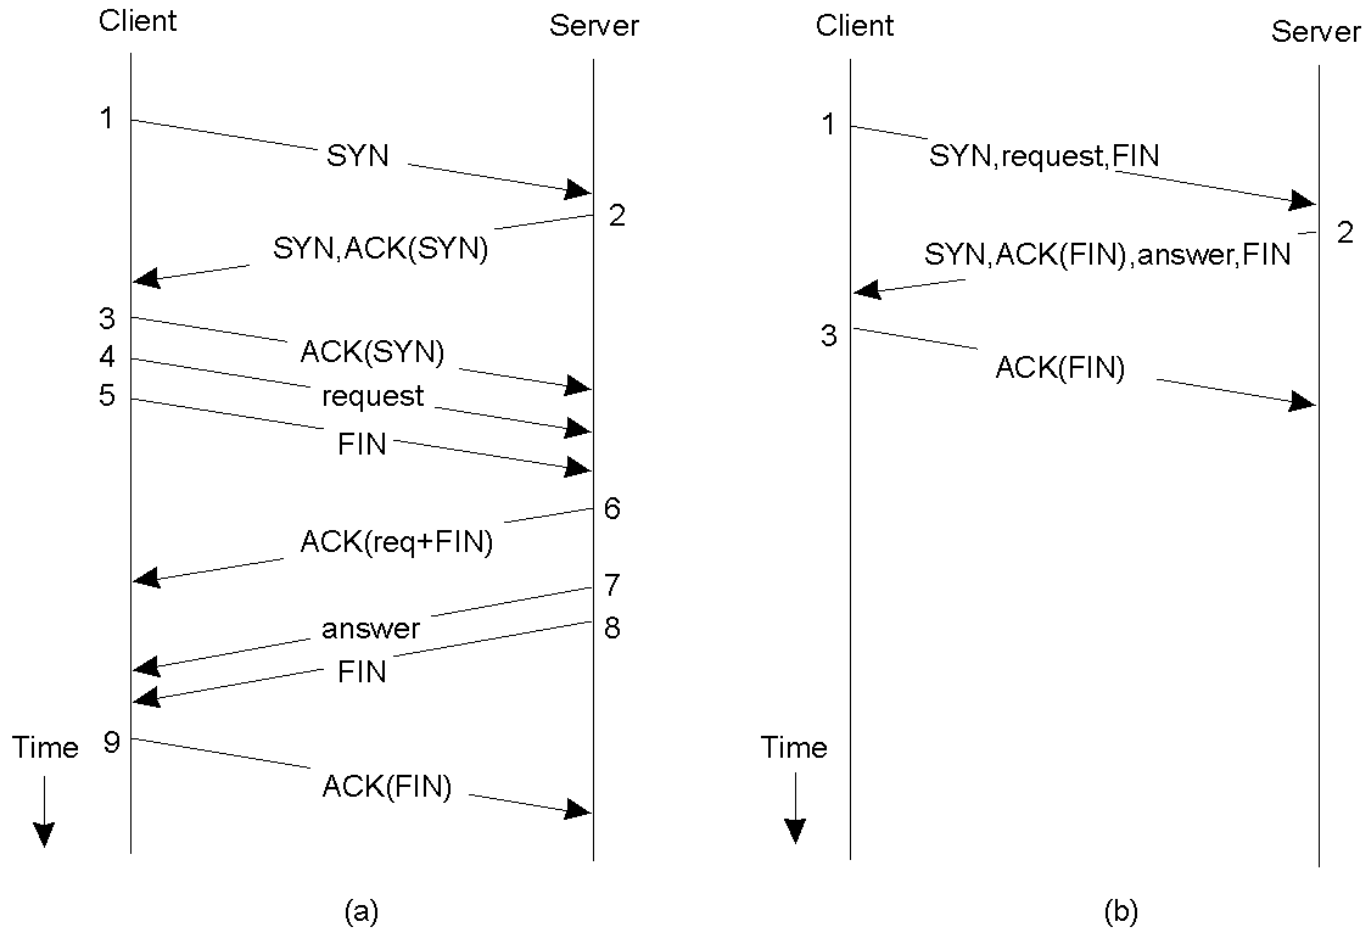 Client
Server
1
SYN
2
SYN,ACK(SYN)
3
ACK(SYN)
4
request
5
FIN
6
ACK(req+FIN)
7
answer
8
FIN
9
ACK(FIN)
Time
(a)
Client
Server
1
SYN,request,FIN
2
SYN,ACK(FIN),answer,FIN
3
ACK(FIN)
Time
(b)